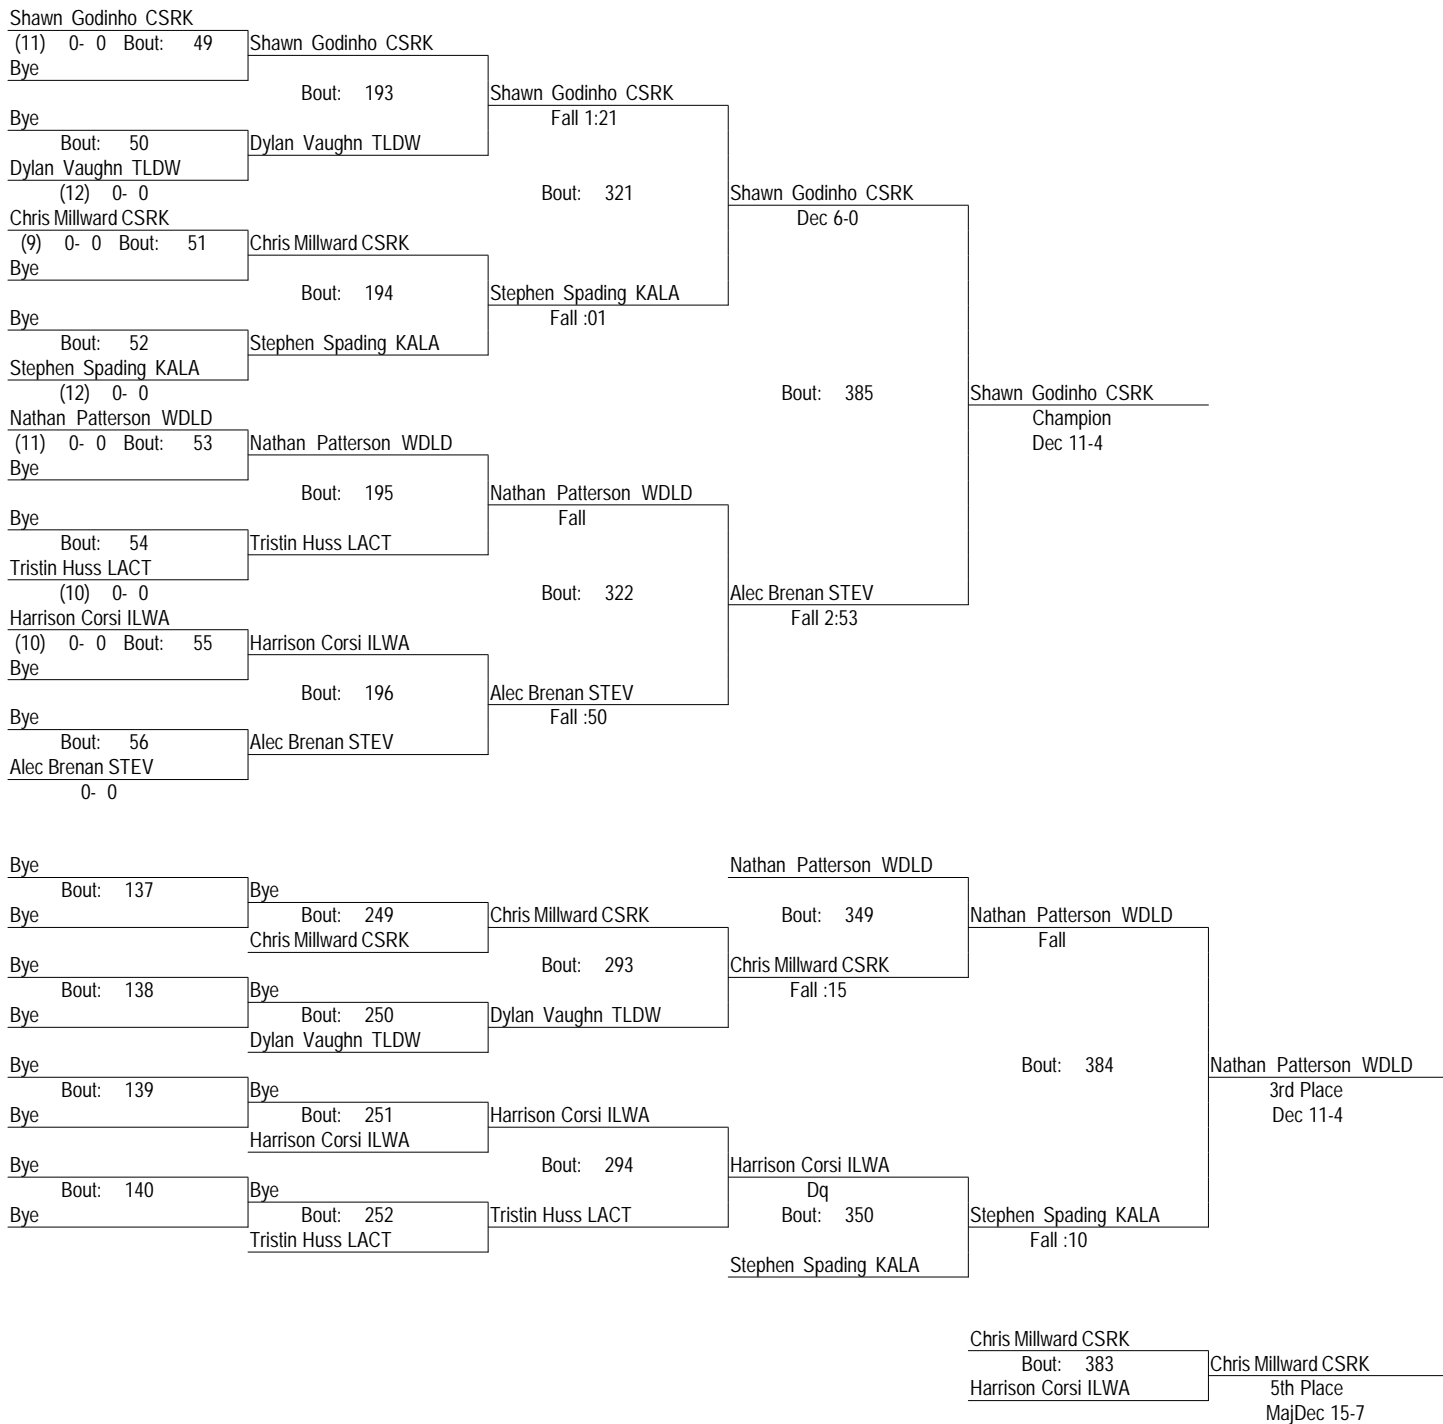 Shawn Godinho CSRK
(11) 0- 0 Bout: 49
Shawn Godinho CSRK
Bye
Bout: 193
Shawn Godinho CSRK
Bye
Fall 1:21
Bout: 50
Dylan Vaughn TLDW
Dylan Vaughn TLDW
(12) 0- 0
Bout: 321
Shawn Godinho CSRK
Chris Millward CSRK
Dec 6-0
(9) 0- 0 Bout: 51
Chris Millward CSRK
Bye
Bout: 194
Stephen Spading KALA
Bye
Fall :01
Bout: 52
Stephen Spading KALA
Stephen Spading KALA
(12) 0- 0
Bout: 385
Shawn Godinho CSRK
Nathan Patterson WDLD
Champion
(11) 0- 0 Bout: 53
Nathan Patterson WDLD
Dec 11-4
Bye
Bout: 195
Nathan Patterson WDLD
Bye
Fall
Bout: 54
Tristin Huss LACT
Tristin Huss LACT
(10) 0- 0
Bout: 322
Alec Brenan STEV
Harrison Corsi ILWA
Fall 2:53
(10) 0- 0 Bout: 55
Harrison Corsi ILWA
Bye
Bout: 196
Alec Brenan STEV
Bye
Fall :50
Bout: 56
Alec Brenan STEV
Alec Brenan STEV
0- 0
Bye
Nathan Patterson WDLD
Bout: 137
Bye
Bye
Bout: 249
Chris Millward CSRK
Bout: 349
Nathan Patterson WDLD
Chris Millward CSRK
Fall
Bye
Bout: 293
Chris Millward CSRK
Bout: 138
Bye
Fall :15
Bye
Bout: 250
Dylan Vaughn TLDW
Dylan Vaughn TLDW
Bye
Bout: 384
Nathan Patterson WDLD
Bout: 139
Bye
3rd Place
Bye
Bout: 251
Harrison Corsi ILWA
Dec 11-4
Harrison Corsi ILWA
Bye
Bout: 294
Harrison Corsi ILWA
Bout: 140
Bye
Dq
Bye
Bout: 252
Tristin Huss LACT
Bout: 350
Stephen Spading KALA
Tristin Huss LACT
Fall :10
Stephen Spading KALA
Chris Millward CSRK
Bout: 383
Chris Millward CSRK
Harrison Corsi ILWA
5th Place
MajDec 15-7